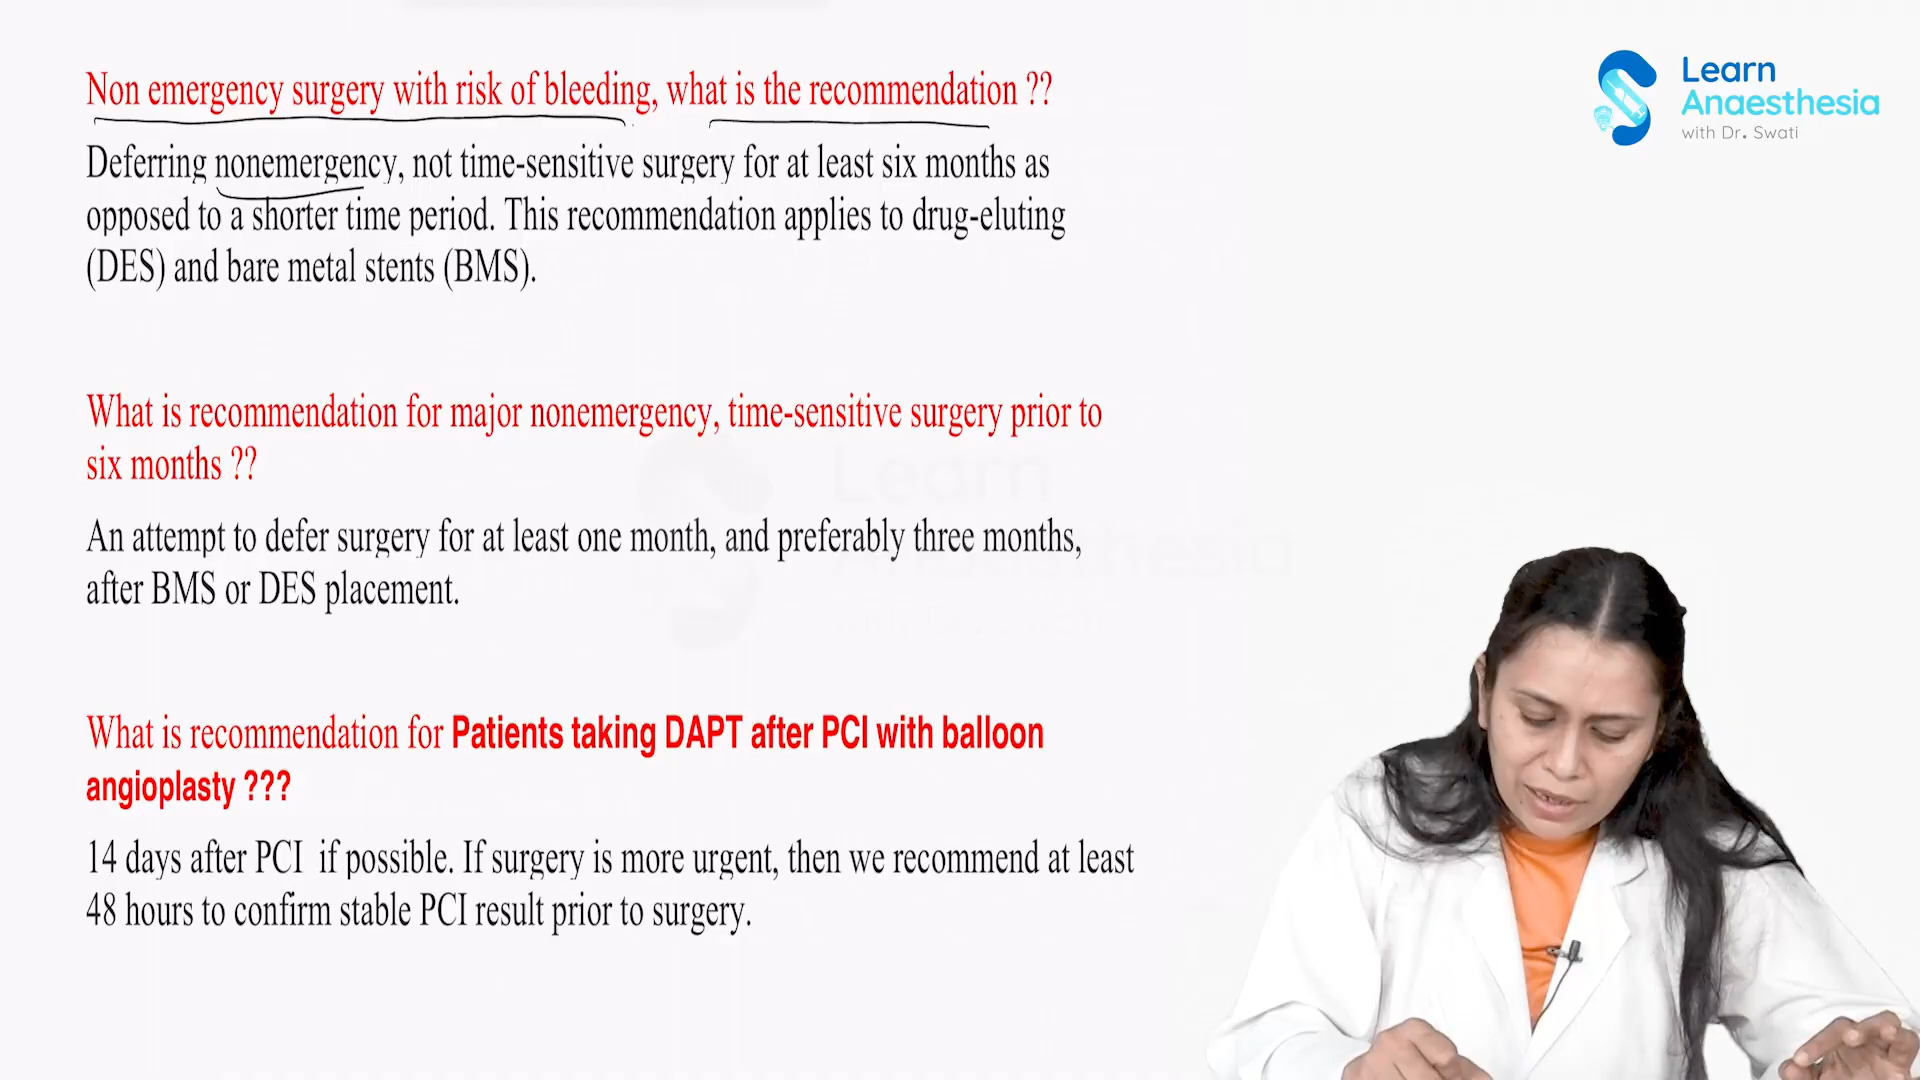 Learn
Anaesthesia
with Dr. Swati
Non emergency surgery with risk of bleeding, what is the recommendation ??
Deferring nonemergency, not time-sensitive surgery for at least six months as
opposed to a shorter time period. This recommendation applies to drug-eluting
(DES) and bare metal stents (BMS).
What is recommendation for major nonemergency, time-sensitive surgery prior to
six months ??
An attempt to defer surgery for at least one month, and preferably three months,
after BMS or DES placement.
What is recommendation for Patients taking DAPT after PCI with balloon
angioplasty ???
14 days after PCI if possible. If surgery is more urgent, then we recommend at least
48 hours to confirm stable PCI result prior to surgery.
Learn
Anaesthesia